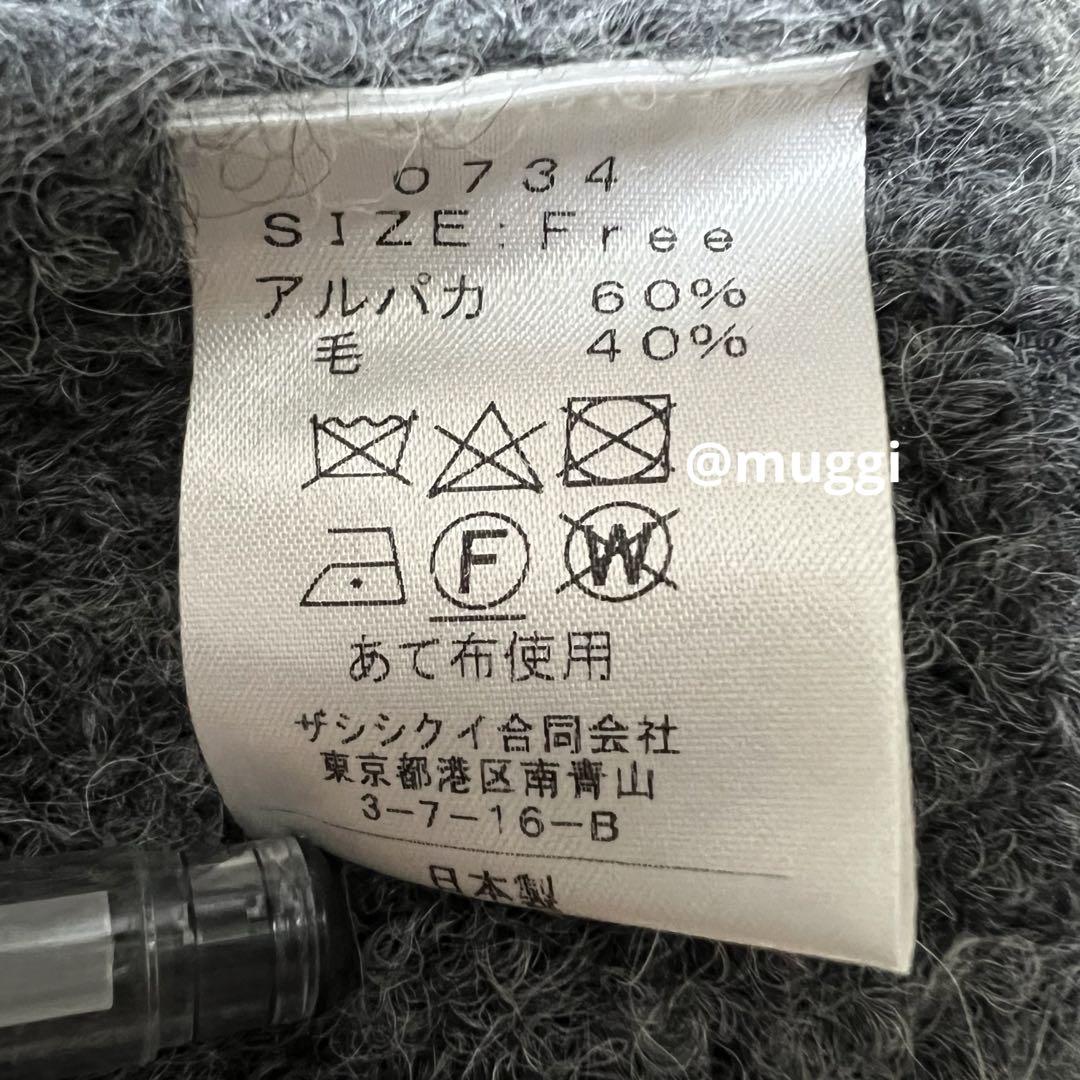 0734
SIZE:Free
アルパカ 60%
毛 40%
@muggi
F W
あて布使用
ザシシクイ合同会社
東京都港区南青山
3-7-16-B
日本製